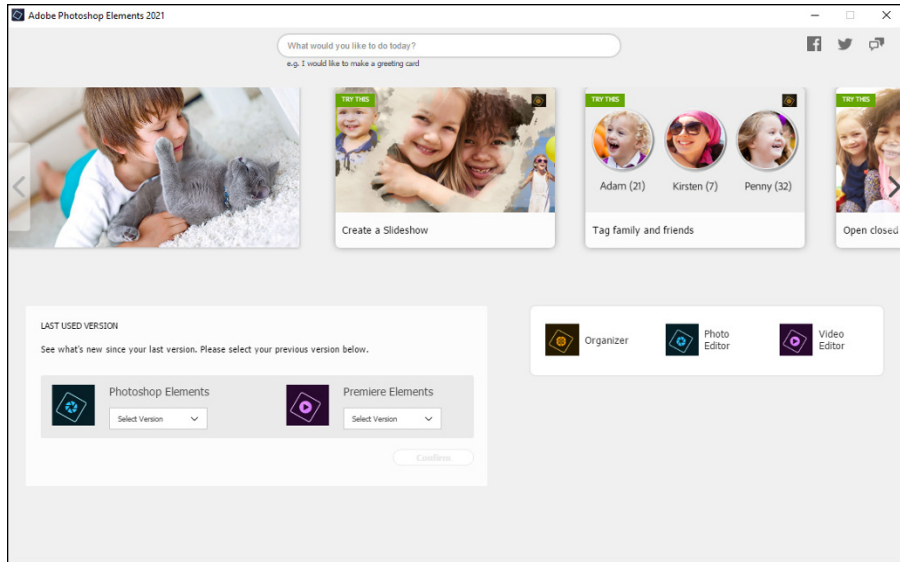 Adobe Photoshop Elements 2021
What would you like to do today?
e.g. I would like to make a greeting card
TRY THIS
TRY THIS
TRY THIS
Adam (21)
Kirsten (7)
Penny (32)
Create a Slideshow
Tag family and friends
Open closed
LAST USED VERSION
See what's new since your last version. Please select your previous version below.
Photoshop Elements
Select Version
Premiere Elements
Select Version
Confirm
Organizer
Photo
Editor
Video
Editor